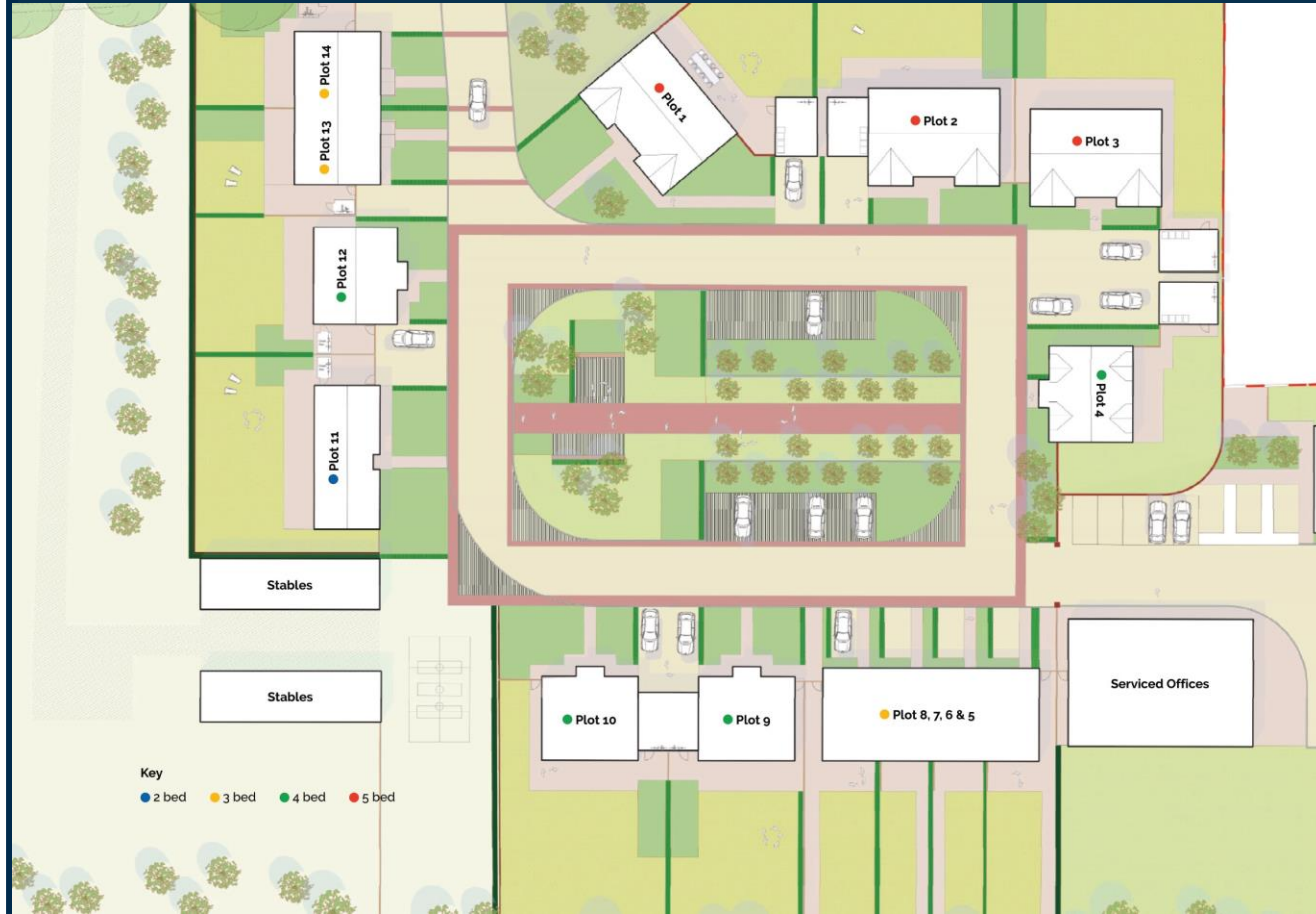 Plot 14
Plot 13
Plot 1
Plot 2
Plot 3
Plot 12
Plot 4
Plot 11
Stables
Stables
Plot 10
Plot 9
Plot 8, 7, 6 & 5
Serviced Offices
Key
2 bed 3 bed 4 bed 5 bed